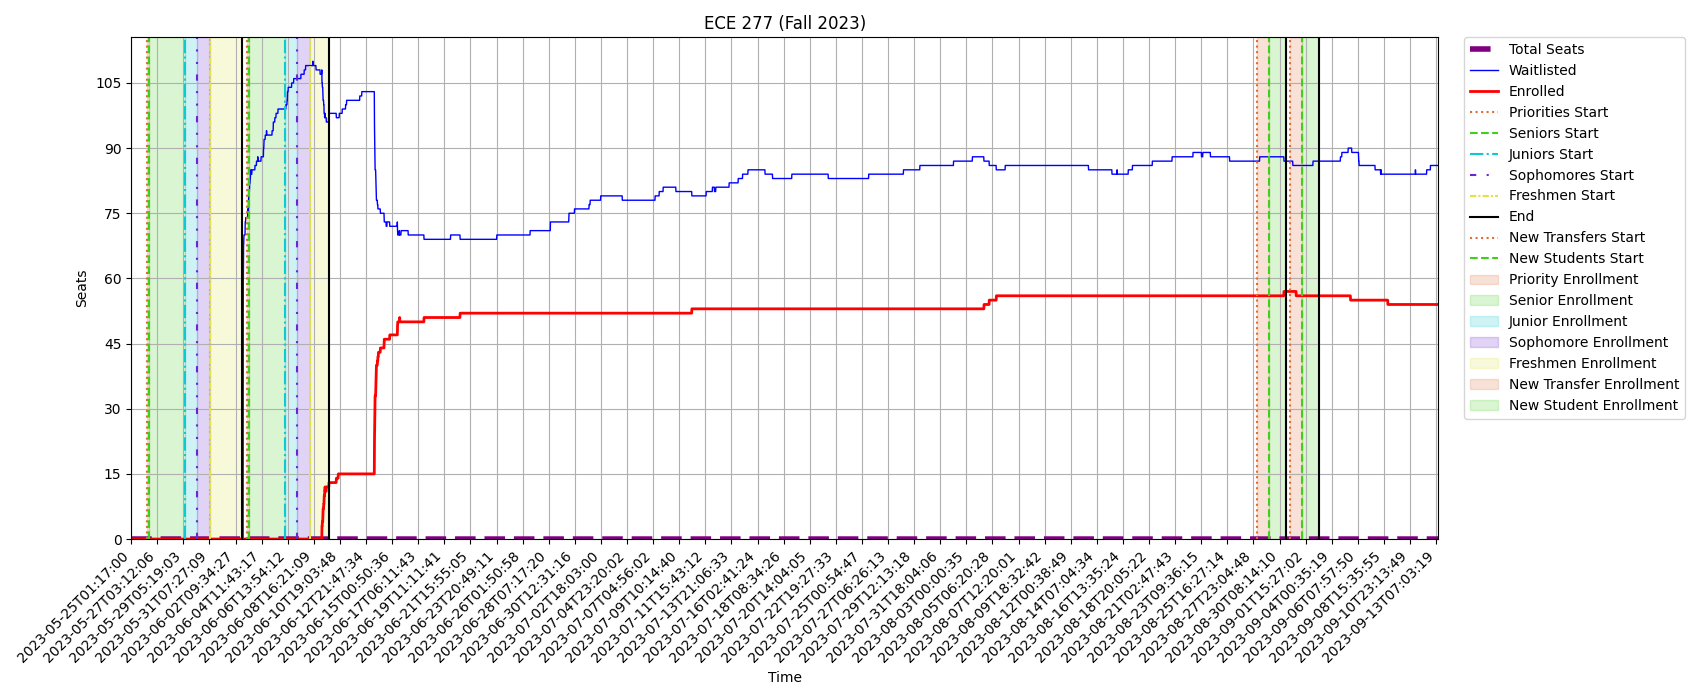 ECE 277 (Fall 2023)
Seats
105
90
75
60
45
30
15
0
2023-05-25T01:17:00
2023-05-27T03:12:06
2023-05-29T05:19:03
2023-05-31T07:27:09
2023-06-02T09:34:27
2023-06-04T11:43:17
2023-06-06T13:54:12
2023-06-08T16:21:09
2023-06-10T19:03:48
2023-06-12T21:47:34
2023-06-15T00:50:36
2023-06-17T06:11:43
2023-06-19T11:11:41
2023-06-21T15:55:05
2023-06-23T20:49:11
2023-06-26T01:50:58
2023-06-28T07:17:20
2023-06-30T12:31:16
2023-07-02T18:03:00
2023-07-04T23:20:02
2023-07-07T04:56:02
2023-07-09T10:14:40
2023-07-11T15:43:12
2023-07-13T21:06:33
2023-07-16T02:41:24
2023-07-18T08:34:26
2023-07-20T14:04:05
2023-07-22T19:27:33
2023-07-25T00:54:47
2023-07-27T06:26:13
2023-07-29T12:13:18
2023-07-31T18:04:06
2023-08-03T00:00:35
2023-08-05T06:20:28
2023-08-07T12:20:01
2023-08-09T18:32:42
2023-08-12T00:38:49
2023-08-14T07:04:34
2023-08-16T13:35:24
2023-08-18T20:05:22
2023-08-21T02:47:43
2023-08-23T09:36:15
2023-08-25T16:27:14
2023-08-27T23:04:48
2023-08-30T08:14:10
2023-09-01T15:27:02
2023-09-04T00:35:19
2023-09-06T07:57:50
2023-09-08T15:35:55
2023-09-10T23:13:49
2023-09-13T07:03:19
Time
Total Seats
Waitlisted
Enrolled
Priorities Start
Seniors Start
Juniors Start
Sophomores Start
Freshmen Start
End
New Transfers Start
New Students Start
Priority Enrollment
Senior Enrollment
Junior Enrollment
Sophomore Enrollment
Freshmen Enrollment
New Transfer Enrollment
New Student Enrollment